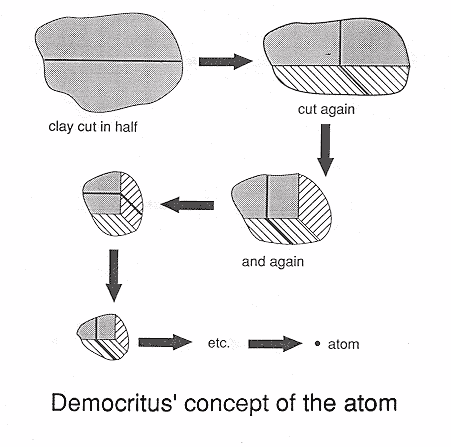 clay cut in half
cut again
and again
etc.
• atom
Democritus' concept of the atom